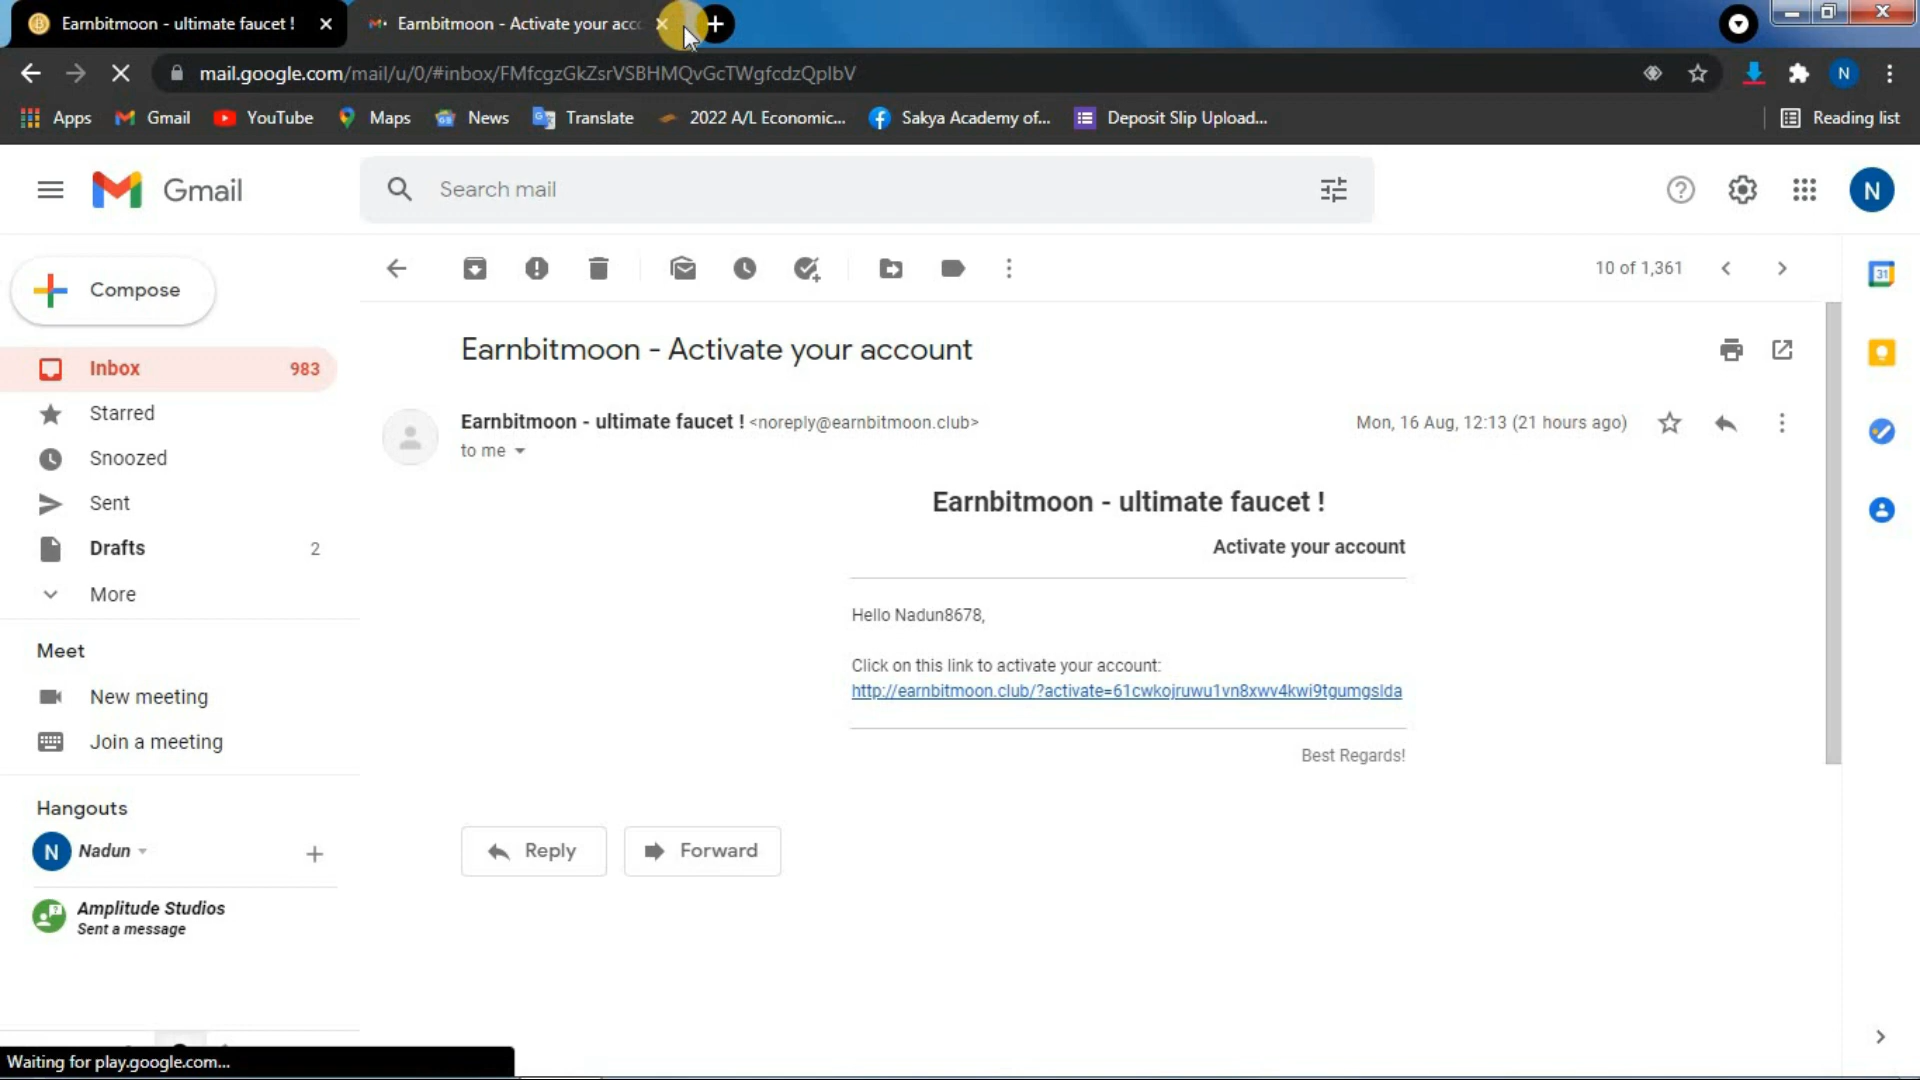 Earnbitmoon - ultimate faucet !
Earnbitmoon - Activate your acc
mail.google.com/mail/u/0/#inbox/FMfcgzGkZsrVSBHMQvGcTWgfcdzQplbV
N
Apps
Gmail
YouTube
Maps
News
Translate
2022 A/L Economic...
Sakya Academy of...
Deposit Slip Upload...
Reading list
Gmail
Search mail
N
Compose
10 of 1,361
31
Inbox 983
Starred
Snoozed
Sent
Drafts 2
More
Meet
New meeting
Join a meeting
Hangouts
N Nadun
Amplitude Studios
Sent a message
Earnbitmoon - Activate your account
Earnbitmoon - ultimate faucet ! <noreply@earnbitmoon.club>
Mon, 16 Aug, 12:13 (21 hours ago)
to me
Earnbitmoon - ultimate faucet !
Activate your account
Hello Nadun8678,
Click on this link to activate your account:
http://earnbitmoon.club/?activate=61cwkojruwu1vn8xwv4kwi9tgumgslda
Best Regards!
Reply
Forward
Waiting for play.google.com...